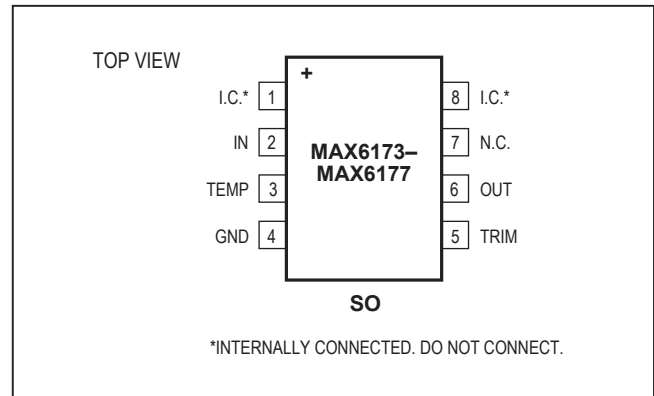 TOP VIEW
+
I.C.* 1
8 I.C.*
IN 2
7 N.C.
MAX6173–
MAX6177
TEMP 3
6 OUT
GND 4
5 TRIM
SO
*INTERNALLY CONNECTED. DO NOT CONNECT.